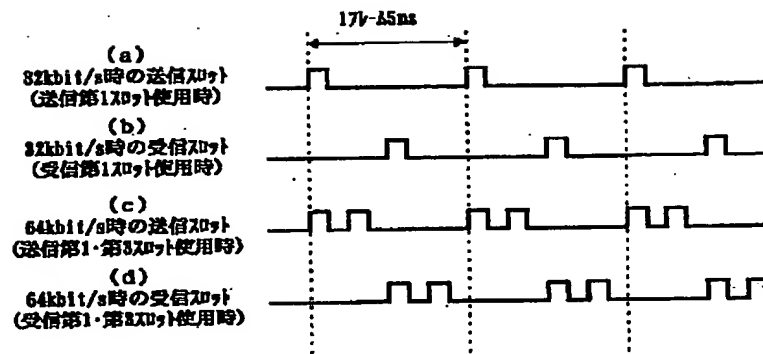 1フレーム5ms
(a)
32kbit/s時の送信スロット
(送信第1スロット使用時)
(b)
32kbit/s時の受信スロット
(受信第1スロット使用時)
(c)
64kbit/s時の送信スロット
(送信第1・第3スロット使用時)
(d)
64kbit/s時の受信スロット
(受信第1・第3スロット使用時)